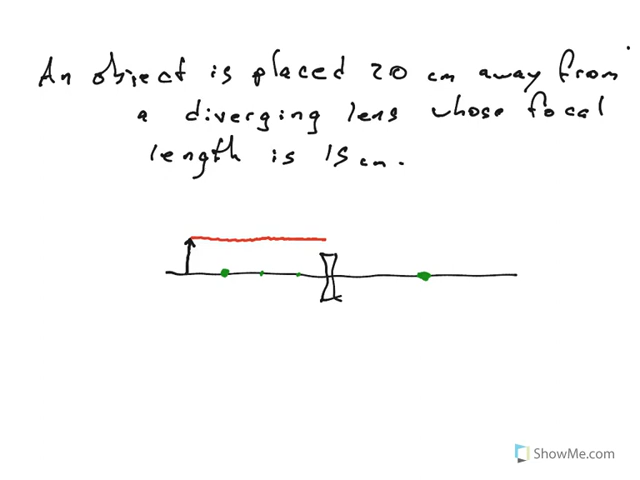 An object is placed 20 cm away from
a diverging lens whose focal
length is 15 cm.
ShowMe.com